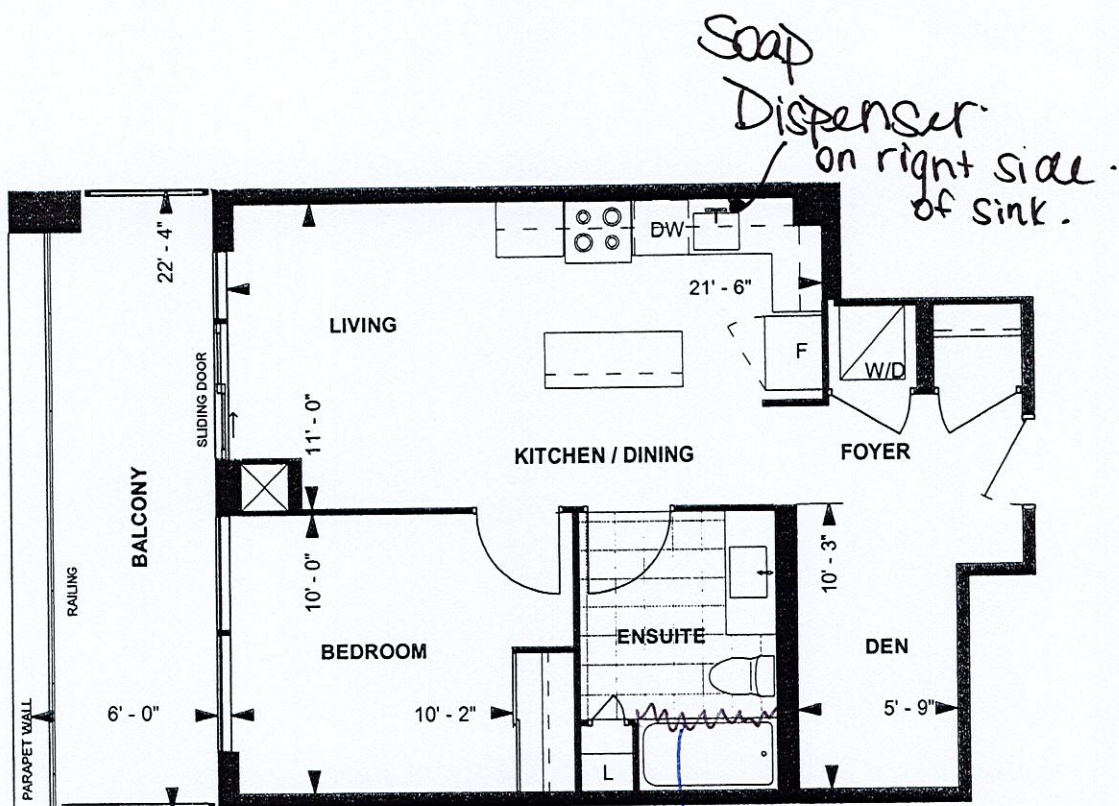 Soap
Dispenser
on right side.
of sink.
22' - 4"
DW
21' - 6"
LIVING
F
W/D
SLIDING DOOR
11' - 0"
KITCHEN / DINING
FOYER
BALCONY
RAILING
10' - 0"
10' - 3"
BEDROOM
ENSUITE
DEN
PARAPET WALL
6' - 0"
10' - 2"
5' - 9"
L